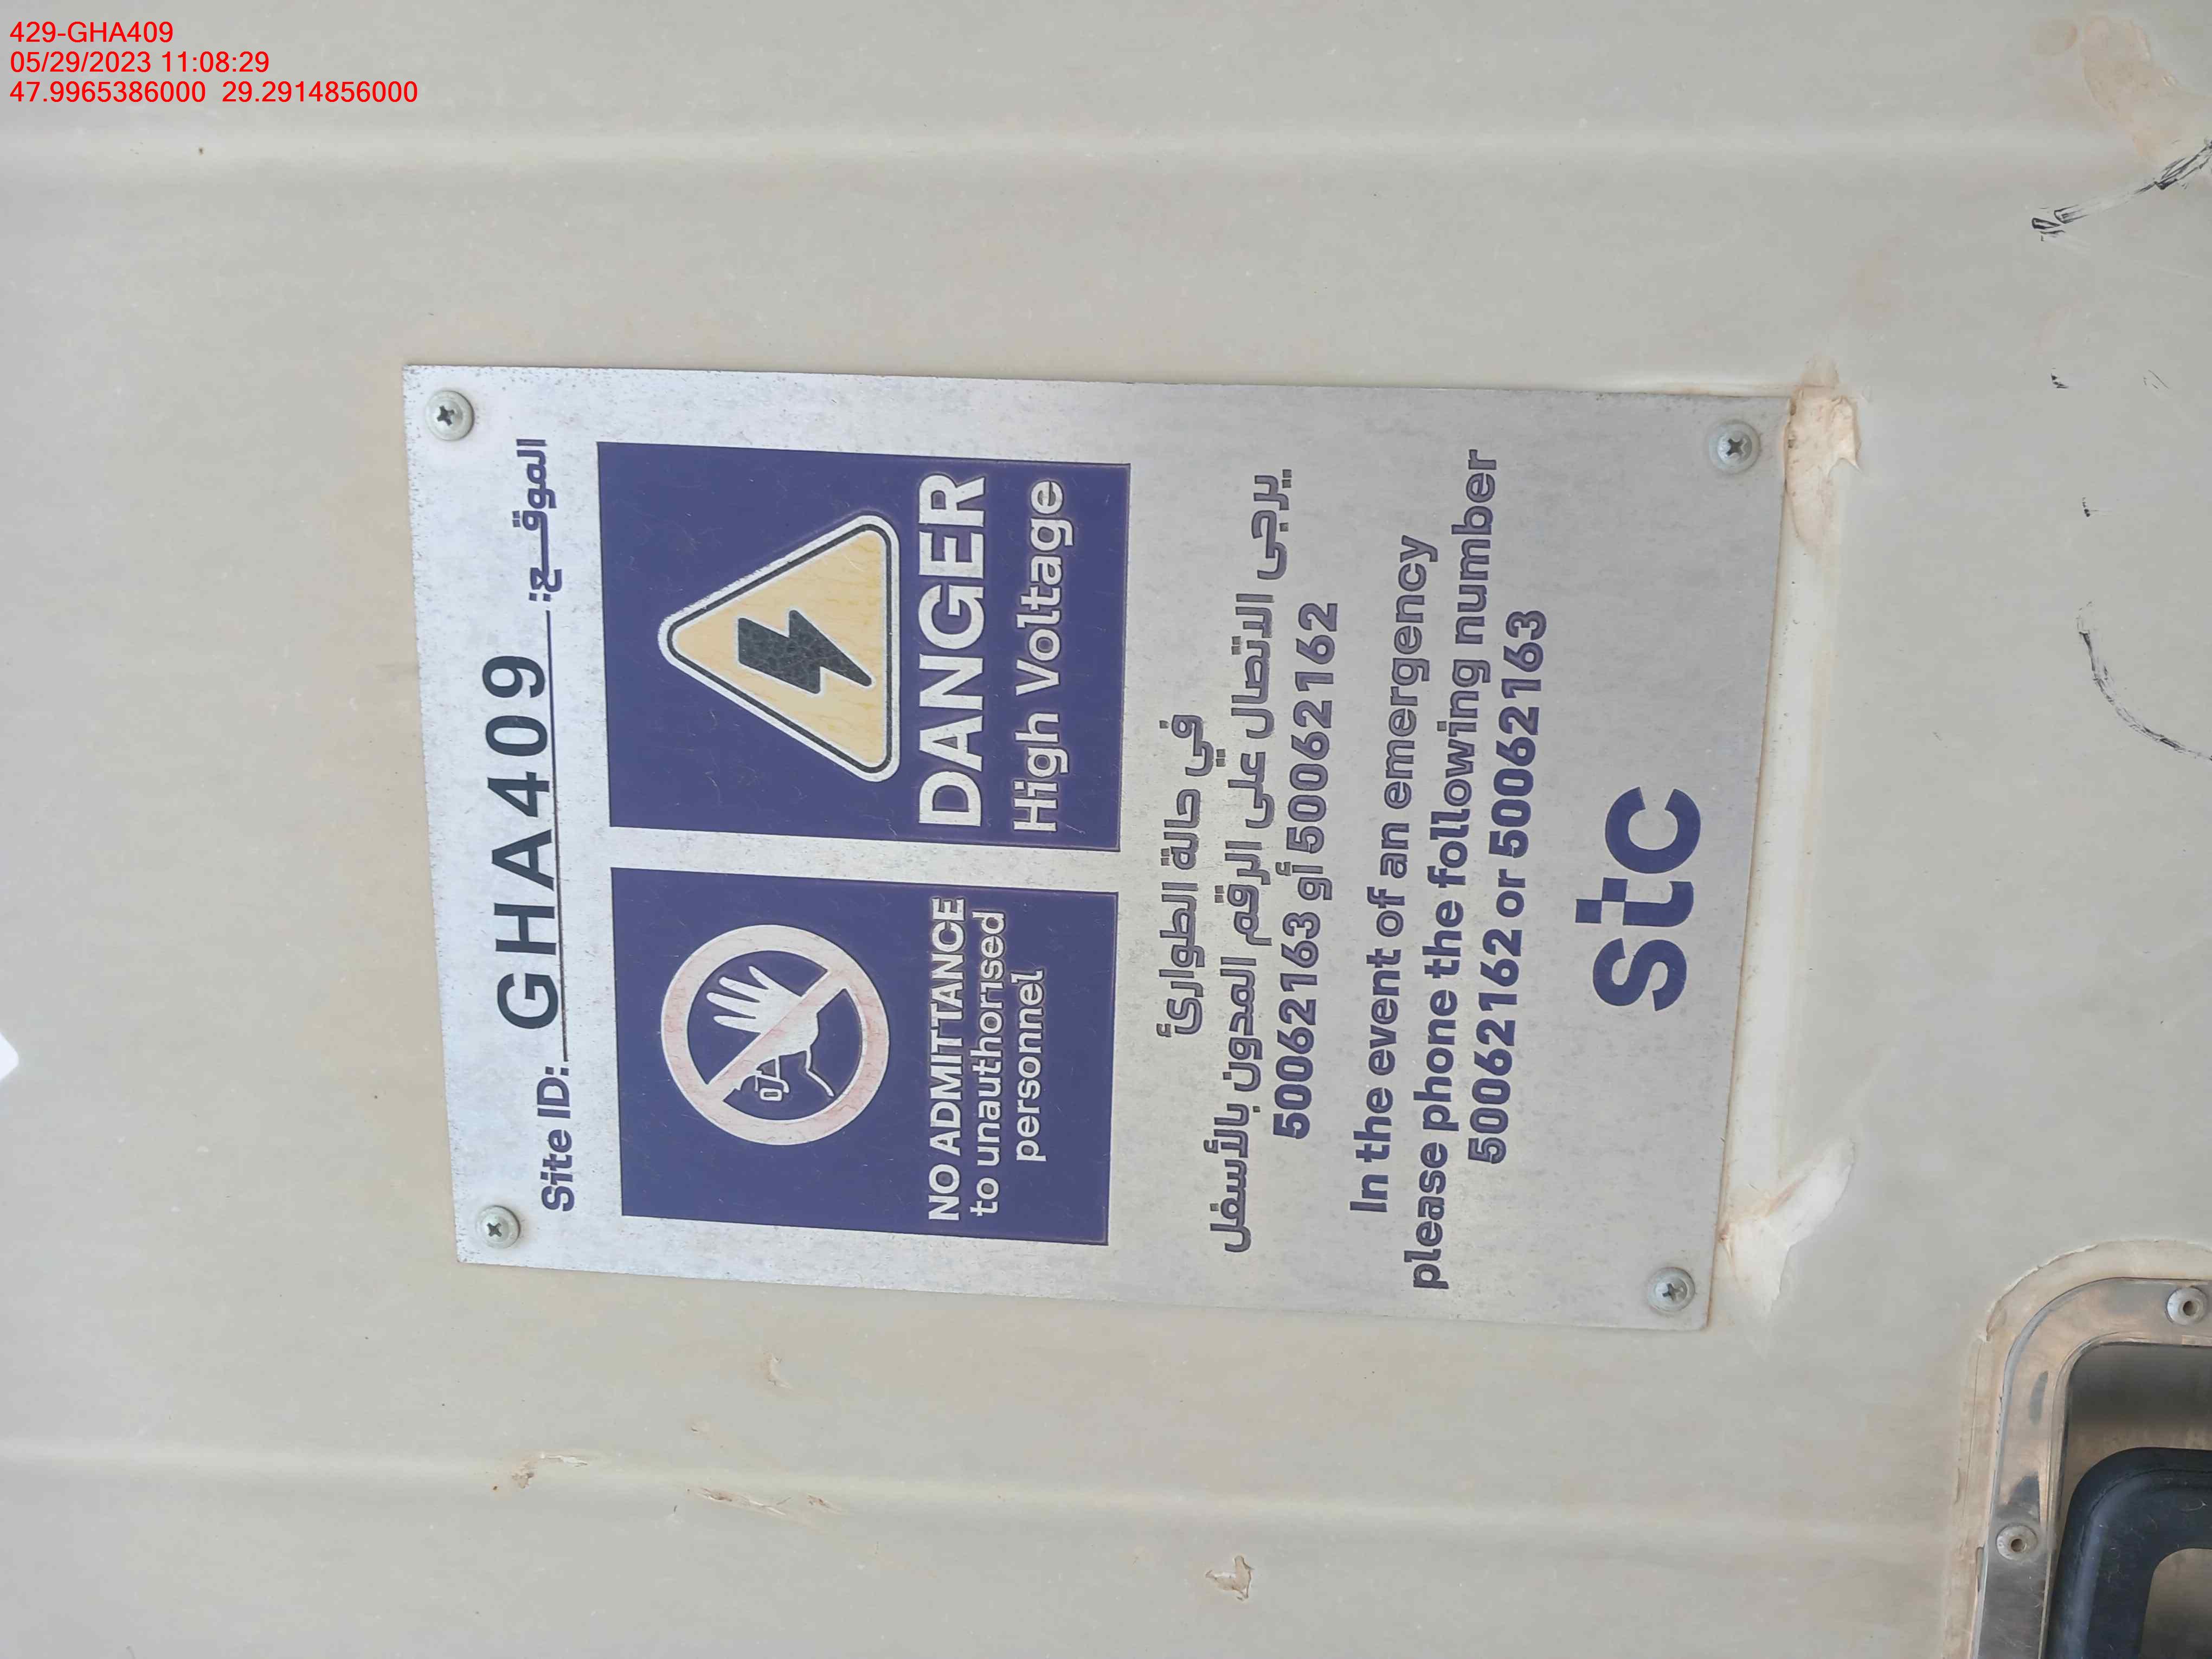 429-GHA409
05/29/2023 11:08:29
47.9965386000 29.2914856000
Site ID: GHA409 الموقع:
NO ADMITTANCE
to unauthorised
personnel
DANGER
High Voltage
في حالة الطوارئ
يرجى الاتصال على الرقم المدون بالأسفل
50062163 أو 50062162
In the event of an emergency
please phone the following number
50062162 or 50062163
stc